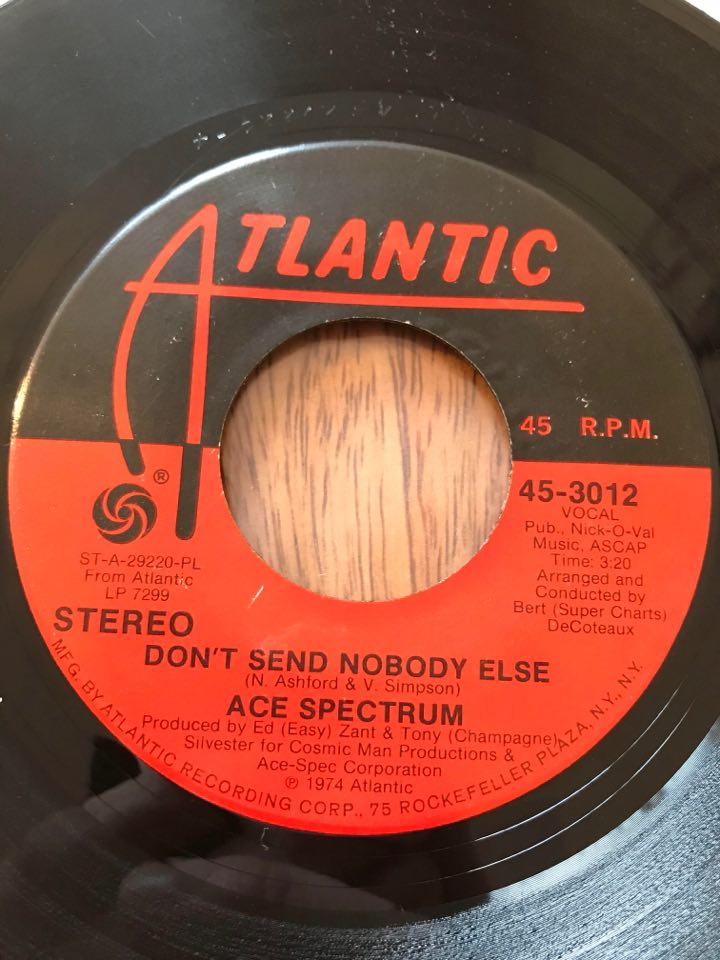 ATLANTIC
45 R.P.M.
®
45-3012
VOCAL
Pub., Nick-O-Val
Music, ASCAP
Time: 3:20
Arranged and
Conducted by
Bert (Super Charts)
DeCoteaux
ST-A-29220-PL
From Atlantic
LP 7299
STEREO
DON'T SEND NOBODY ELSE
(N. Ashford & V. Simpson)
ACE SPECTRUM
Produced by Ed (Easy) Zant & Tony (Champagne)
Silvester for Cosmic Man Productions &
Ace-Spec Corporation
℗ 1974 Atlantic
MFG. BY ATLANTIC RECORDING CORP., 75 ROCKEFELLER PLAZA, N.Y., N.Y.